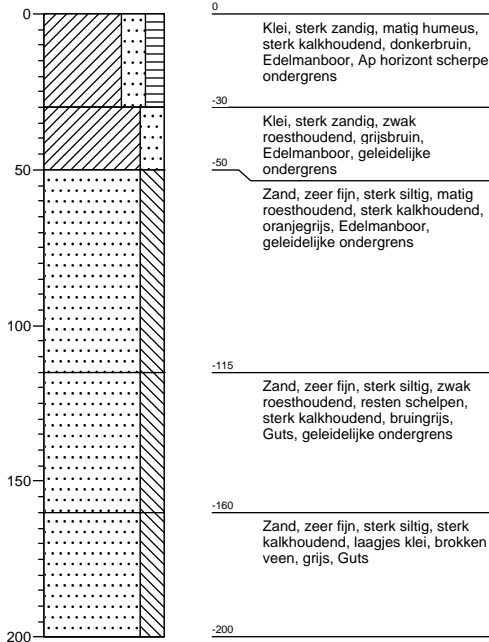 0
0
Klei, sterk zandig, matig humeus,
sterk kalkhoudend, donkerbruin,
Edelmanboor, Ap horizont scherpe
ondergrens
-30
Klei, sterk zandig, zwak
roesthoudend, grijsbruin,
Edelmanboor, geleidelijke
ondergrens
50
-50
Zand, zeer fijn, sterk siltig, matig
roesthoudend, sterk kalkhoudend,
oranjegrijs, Edelmanboor,
geleidelijke ondergrens
100
-115
Zand, zeer fijn, sterk siltig, zwak
roesthoudend, resten schelpen,
sterk kalkhoudend, bruingrijs,
Guts, geleidelijke ondergrens
150
-160
Zand, zeer fijn, sterk siltig, sterk
kalkhoudend, laagjes klei, brokken
veen, grijs, Guts
200
-200